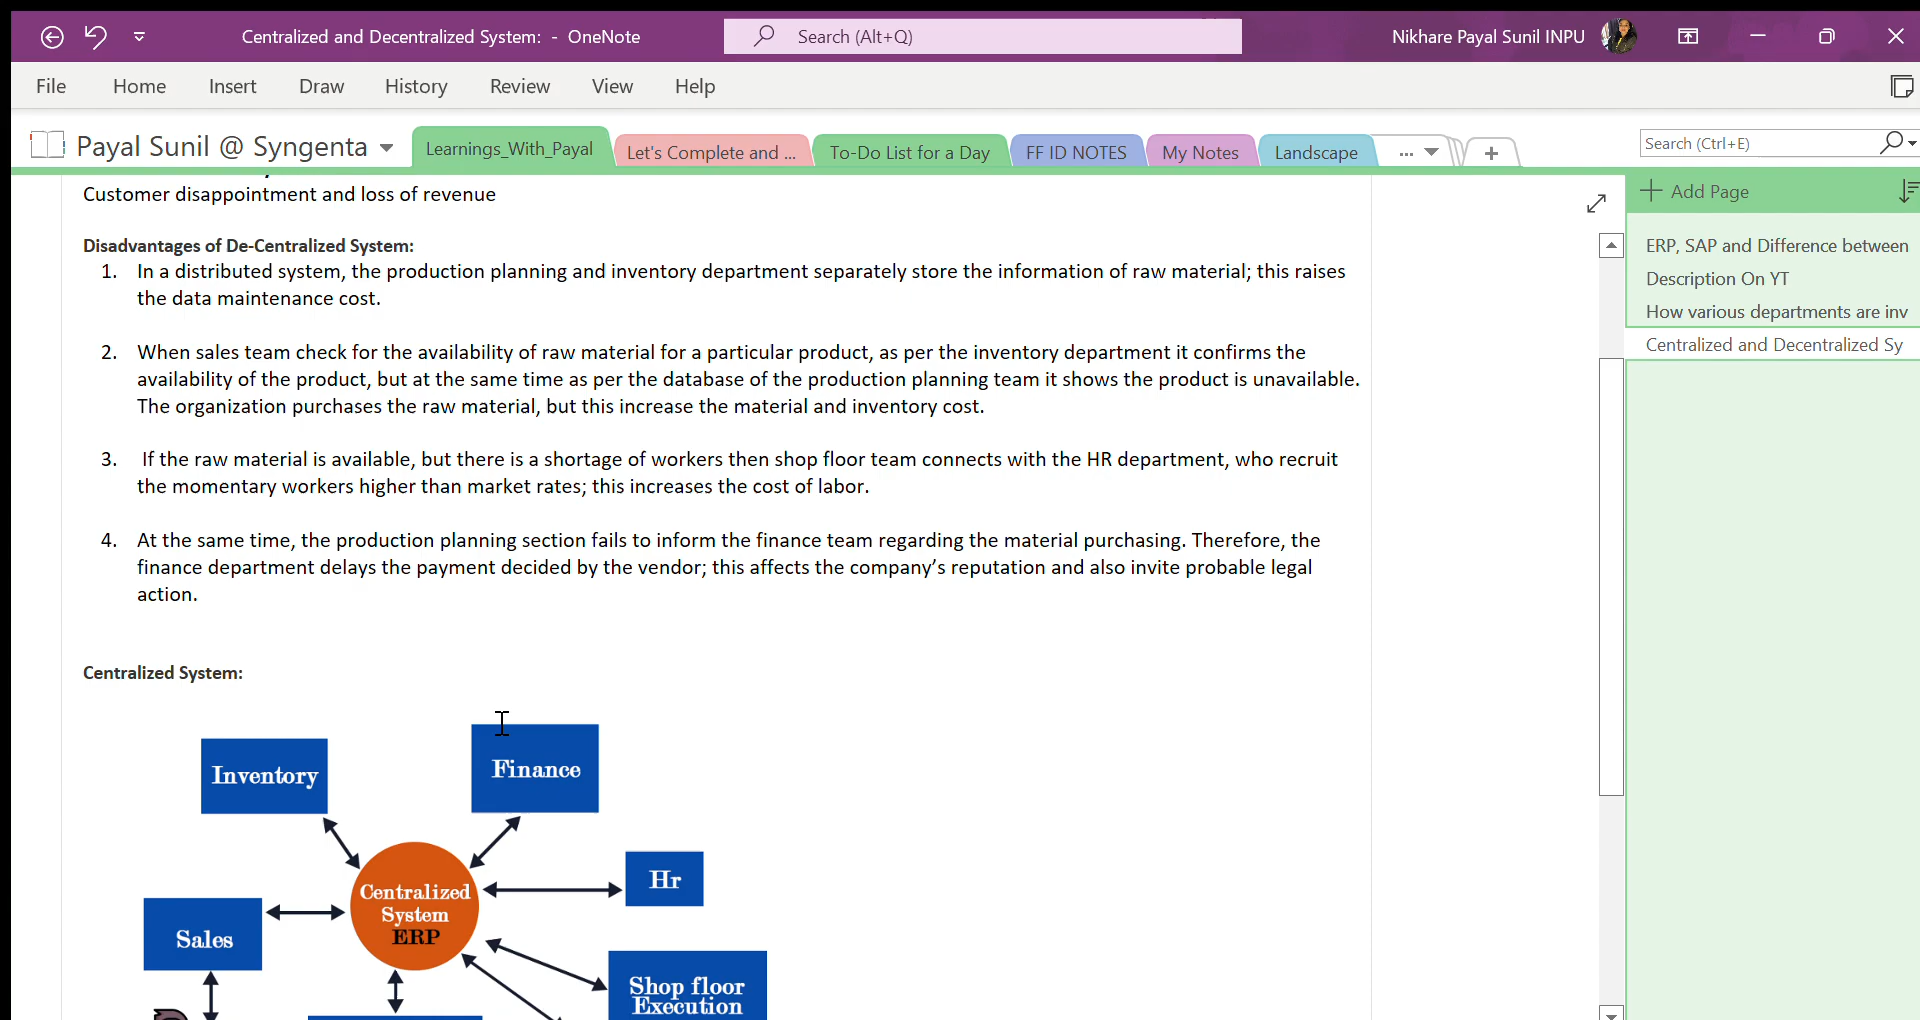 Centralized and Decentralized System: - OneNote
Search (Alt+Q)
Nikhare Payal Sunil INPU
File Home Insert Draw History Review View Help
Payal Sunil @ Syngenta
Learnings_With_Payal
Let's Complete and ...
To-Do List for a Day
FF ID NOTES
My Notes
Landscape
...
Search (Ctrl+E)
Customer disappointment and loss of revenue
Disadvantages of De-Centralized System:
1. In a distributed system, the production planning and inventory department separately store the information of raw material; this raises
the data maintenance cost.
2. When sales team check for the availability of raw material for a particular product, as per the inventory department it confirms the
availability of the product, but at the same time as per the database of the production planning team it shows the product is unavailable.
The organization purchases the raw material, but this increase the material and inventory cost.
3. If the raw material is available, but there is a shortage of workers then shop floor team connects with the HR department, who recruit
the momentary workers higher than market rates; this increases the cost of labor.
4. At the same time, the production planning section fails to inform the finance team regarding the material purchasing. Therefore, the
finance department delays the payment decided by the vendor; this affects the company’s reputation and also invite probable legal
action.
Centralized System:
Inventory
Finance
Hr
Centralized
System
ERP
Sales
Shop floor
Execution
Add Page
ERP, SAP and Difference between
Description On YT
How various departments are inv
Centralized and Decentralized Sy